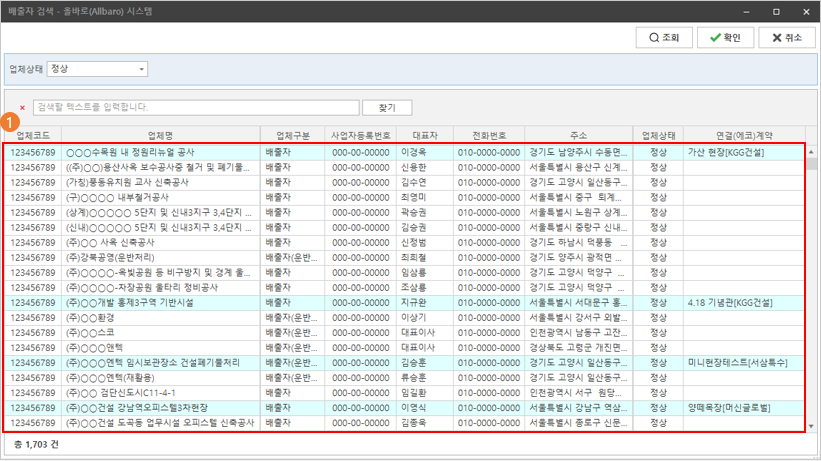 배출자 검색 - 올바로(Allbaro) 시스템
조회 확인 취소
업체상태 정상
× 검색할 텍스트를 입력합니다. 찾기
1
업체코드 업체명 업체구분 사업자등록번호 대표자 전화번호 주소 업체상태 연결(에코)계약
123456789 ○○○수목원 내 정원리뉴얼 공사 배출자 000-00-00000 이경옥 010-0000-0000 경기도 남양주시 수동면... 정상 가산 현장[KGG건설]
123456789 ((주)○○)용산사옥 보수공사중 철거 및 폐기물... 배출자 000-00-00000 신용한 010-0000-0000 서울특별시 용산구 신계... 정상
123456789 (가칭)풍동유치원 교사 신축공사 배출자 000-00-00000 김수연 010-0000-0000 경기도 고양시 일산동구... 정상
123456789 (구)○○○○ 내부철거공사 배출자 000-00-00000 최영미 010-0000-0000 서울특별시 중구 퇴계... 정상
123456789 (상계)○○○○○ 5단지 및 신내3지구 3,4단지 ... 배출자 000-00-00000 곽승권 010-0000-0000 서울특별시 노원구 상계... 정상
123456789 (신내)○○○○○ 5단지 및 신내3지구 3,4단지 ... 배출자 000-00-00000 김승권 010-0000-0000 서울특별시 중랑구 신내... 정상
123456789 (주)○○ 사옥 신축공사 배출자 000-00-00000 신정범 010-0000-0000 경기도 하남시 덕풍동 ... 정상
123456789 (주)강북공영(운반처리) 배출자(운반... 000-00-00000 최희철 010-0000-0000 경기도 양주시 광적면 ... 정상
123456789 (주)○○○○-옥빛공원 등 비구방지 및 경계 울... 배출자 000-00-00000 임삼룡 010-0000-0000 경기도 고양시 덕양구 ... 정상
123456789 (주)○○○○-자장공원 울타리 정비공사 배출자 000-00-00000 조삼룡 010-0000-0000 경기도 고양시 덕양구 ... 정상
123456789 (주)○○개발 홍제3구역 기반시설 배출자 000-00-00000 지규완 010-0000-0000 서울특별시 서대문구 홍... 정상 4.18 기념관[KGG건설]
123456789 (주)○○환경 배출자(운반... 000-00-00000 이상기 010-0000-0000 서울특별시 강서구 외발... 정상
123456789 (주)○○스코 배출자(운반... 000-00-00000 대표이사 010-0000-0000 인천광역시 남동구 고잔... 정상
123456789 (주)○○○앤텍 배출자(운반... 000-00-00000 대표이사 010-0000-0000 경상북도 고령군 개진면... 정상
123456789 (주)○○○엔텍 임시보관장소 건설폐기물처리 배출자(운반... 000-00-00000 김승훈 010-0000-0000 경기도 고양시 일산동구... 정상 미니현장테스트[서삼특수]
123456789 (주)○○○엔텍(재활용) 배출자(운반... 000-00-00000 류승훈 010-0000-0000 경기도 고양시 일산동구... 정상
123456789 (주)○○ 검단신도시C11-4-1 배출자 000-00-00000 임길환 010-0000-0000 인천광역시 서구 원당... 정상
123456789 (주)○○건설 강남역오피스텔3차현장 배출자 000-00-00000 이영식 010-0000-0000 서울특별시 강남구 역삼... 정상 양떼목장[머신글로벌]
123456789 (주)○○건설 도곡동 업무시설 오피스텔 신축공사 배출자 000-00-00000 김종욱 010-0000-0000 서울특별시 종로구 신문... 정상
총 1,703 건